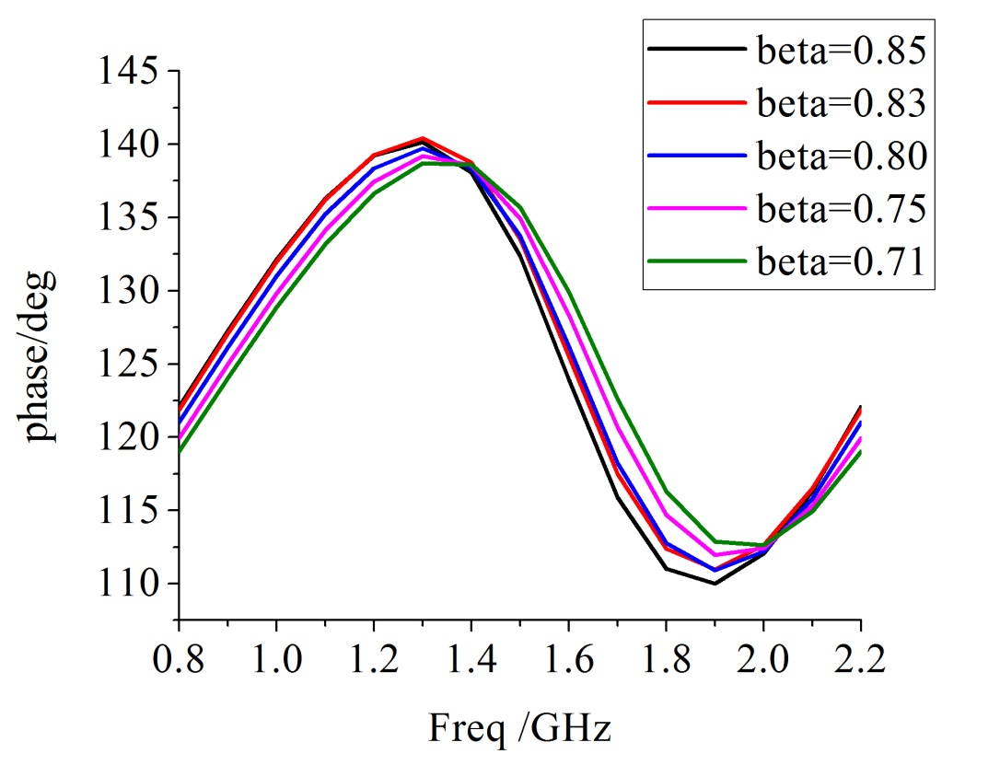 beta=0.85
beta=0.83
beta=0.80
beta=0.75
beta=0.71
145
140
135
130
125
120
115
110
phase/deg
0.8 1.0 1.2 1.4 1.6 1.8 2.0 2.2
Freq /GHz